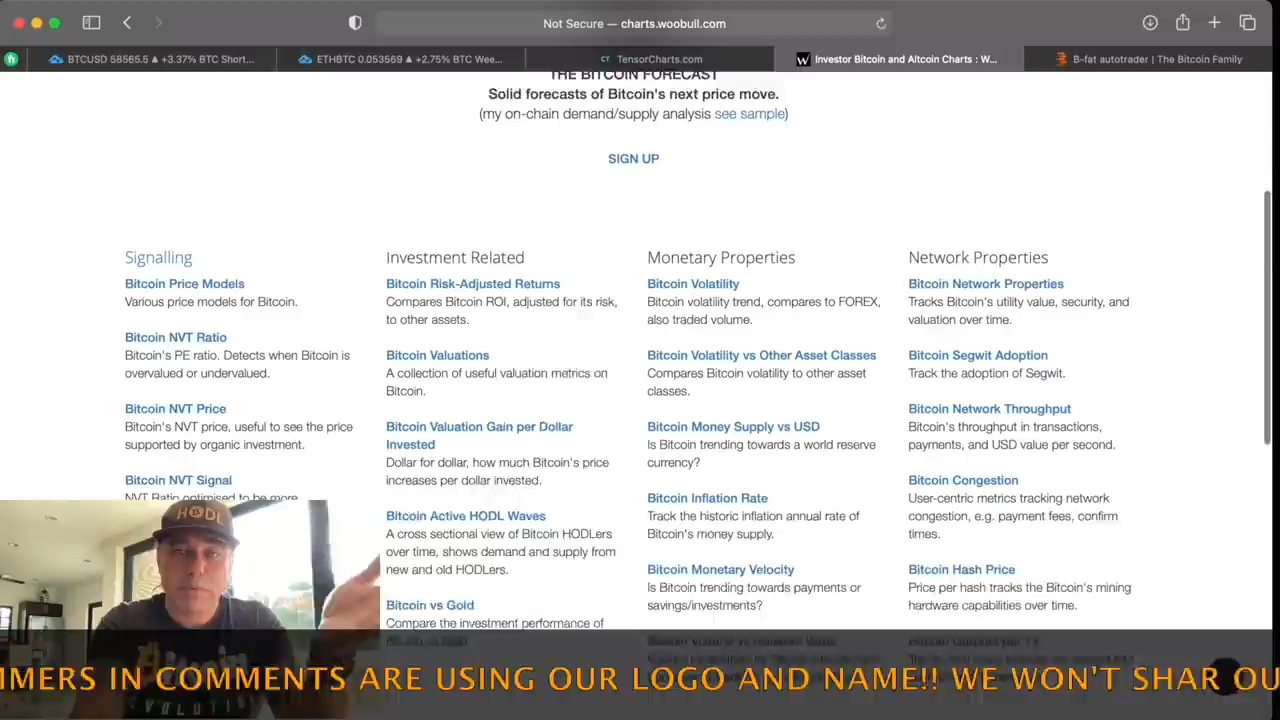 Not Secure — charts.woobull.com
BTCUSD 58565.5 ▲ +3.37% BTC Short...
ETHBTC 0.053569 ▲ +2.75% BTC Wee...
CT TensorCharts.com
W Investor Bitcoin and Altcoin Charts : W...
B-fat autotrader | The Bitcoin Family
THE BITCOIN FORECAST
Solid forecasts of Bitcoin's next price move.
(my on-chain demand/supply analysis see sample)
SIGN UP
Signalling
Bitcoin Price Models
Various price models for Bitcoin.
Bitcoin NVT Ratio
Bitcoin's PE ratio. Detects when Bitcoin is
overvalued or undervalued.
Bitcoin NVT Price
Bitcoin's NVT price, useful to see the price
supported by organic investment.
Bitcoin NVT Signal
NVT Ratio optimised to be more
Investment Related
Bitcoin Risk-Adjusted Returns
Compares Bitcoin ROI, adjusted for its risk,
to other assets.
Bitcoin Valuations
A collection of useful valuation metrics on
Bitcoin.
Bitcoin Valuation Gain per Dollar
Invested
Dollar for dollar, how much Bitcoin's price
increases per dollar invested.
Bitcoin Active HODL Waves
A cross sectional view of Bitcoin HODLers
over time, shows demand and supply from
new and old HODLers.
Bitcoin vs Gold
Compare the investment performance of
Monetary Properties
Bitcoin Volatility
Bitcoin volatility trend, compares to FOREX,
also traded volume.
Bitcoin Volatility vs Other Asset Classes
Compares Bitcoin volatility to other asset
classes.
Bitcoin Money Supply vs USD
Is Bitcoin trending towards a world reserve
currency?
Bitcoin Inflation Rate
Track the historic inflation annual rate of
Bitcoin's money supply.
Bitcoin Monetary Velocity
Is Bitcoin trending towards payments or
savings/investments?
Network Properties
Bitcoin Network Properties
Tracks Bitcoin's utility value, security, and
valuation over time.
Bitcoin Segwit Adoption
Track the adoption of Segwit.
Bitcoin Network Throughput
Bitcoin's throughput in transactions,
payments, and USD value per second.
Bitcoin Congestion
User-centric metrics tracking network
congestion, e.g. payment fees, confirm
times.
Bitcoin Hash Price
Price per hash tracks the Bitcoin's mining
hardware capabilities over time.
HODL
MMERS IN COMMENTS ARE USING OUR LOGO AND NAME!! WE WON'T SHAR OU